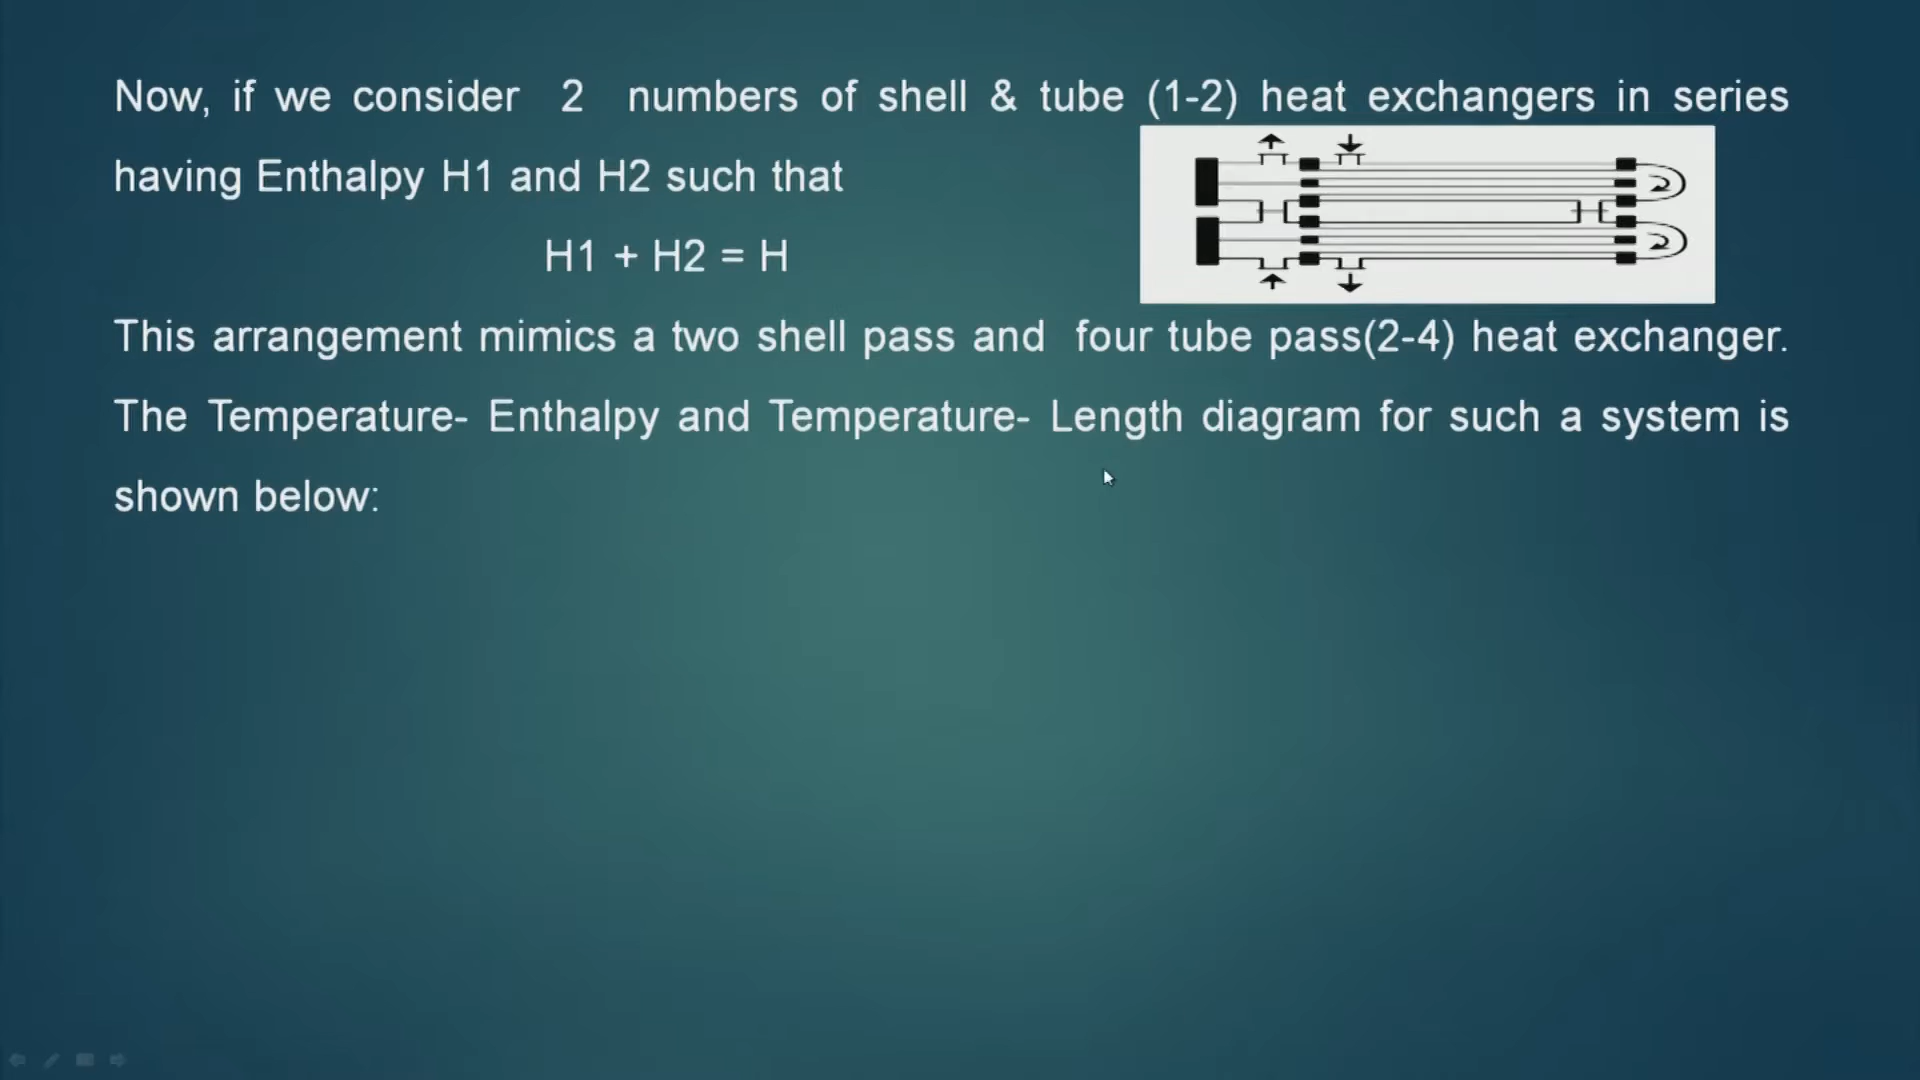 Now, if we consider 2 numbers of shell & tube (1-2) heat exchangers in series
having Enthalpy H1 and H2 such that
H1 + H2 = H
This arrangement mimics a two shell pass and four tube pass(2-4) heat exchanger.
The Temperature- Enthalpy and Temperature- Length diagram for such a system is
shown below: